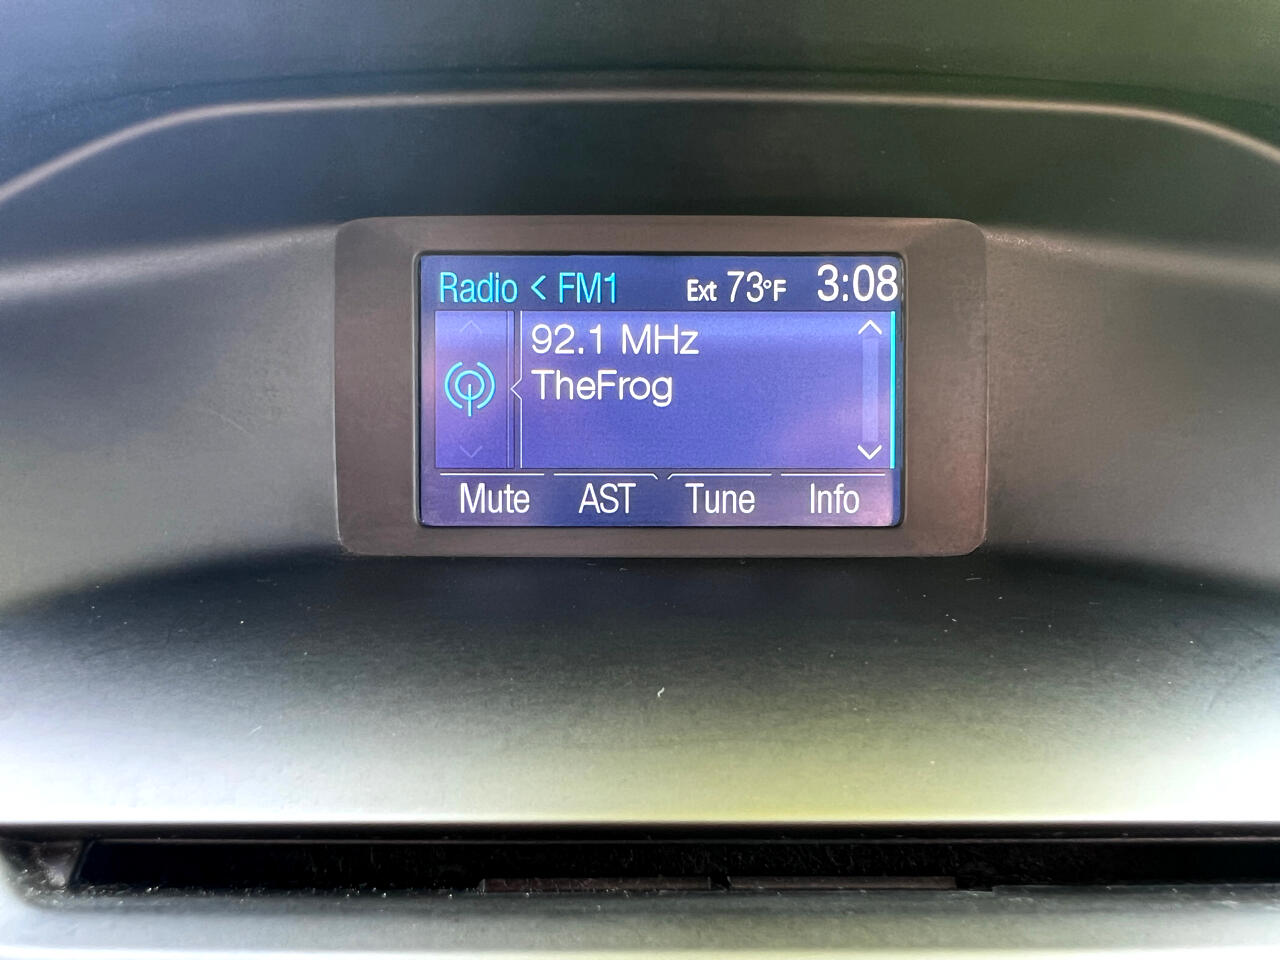 Radio < FM1 Ext 73°F 3:08
92.1 MHz
TheFrog
Mute AST Tune Info